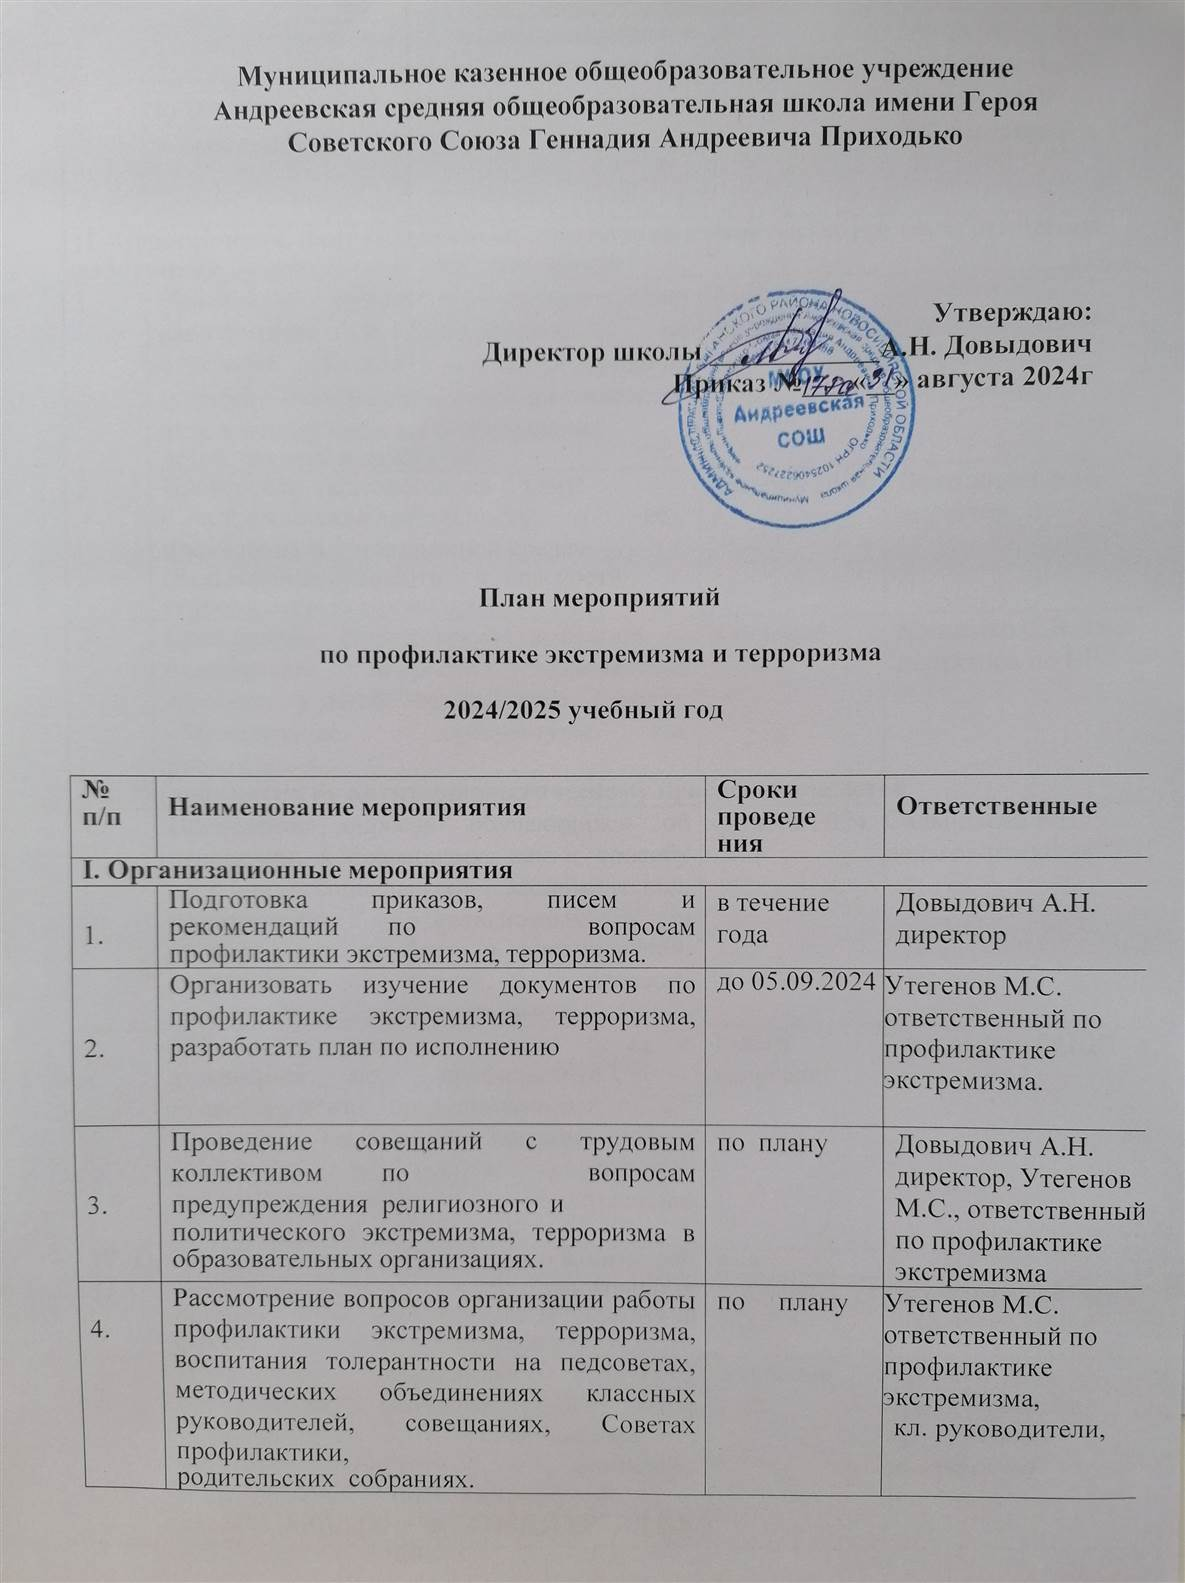 Муниципальное казенное общеобразовательное учреждение
Андреевская средняя общеобразовательная школа имени Героя
Советского Союза Геннадия Андреевича Приходько
Утверждаю:
Директор школы ____________ А.Н. Довыдович
Приказ № «31» августа 2024г
МКОУ
Андреевская
СОШ
ОГРН 1025406227252
План мероприятий
по профилактике экстремизма и терроризма
2024/2025 учебный год
№
п/п
Наименование мероприятия
Сроки
проведе
ния
Ответственные
I. Организационные мероприятия
1.
Подготовка приказов, писем и
рекомендаций по вопросам
профилактики экстремизма, терроризма.
в течение
года
Довыдович А.Н.
директор
2.
Организовать изучение документов по
профилактике экстремизма, терроризма,
разработать план по исполнению
до 05.09.2024
Утегенов М.С.
ответственный по
профилактике
экстремизма.
3.
Проведение совещаний с трудовым
коллективом по вопросам
предупреждения религиозного и
политического экстремизма, терроризма в
образовательных организациях.
по плану
Довыдович А.Н.
директор, Утегенов
М.С., ответственный
по профилактике
экстремизма
4.
Рассмотрение вопросов организации работы
профилактики экстремизма, терроризма,
воспитания толерантности на педсоветах,
методических объединениях классных
руководителей, совещаниях, Советах
профилактики,
родительских собраниях.
по плану
Утегенов М.С.
ответственный по
профилактике
экстремизма,
кл. руководители,